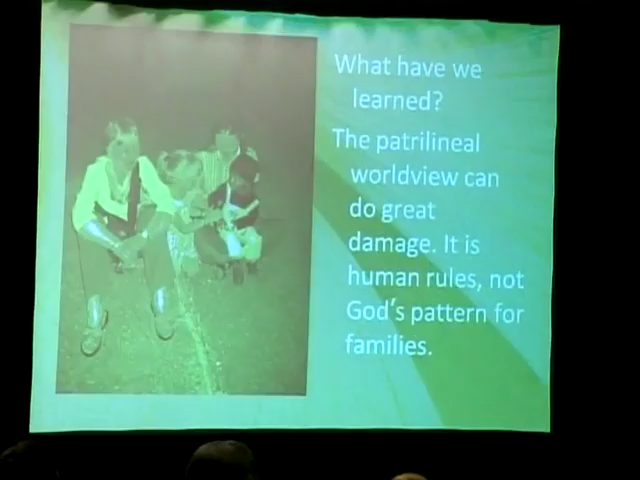 What have we
learned?
The patrilineal
worldview can
do great
damage. It is
human rules, not
God's pattern for
families.